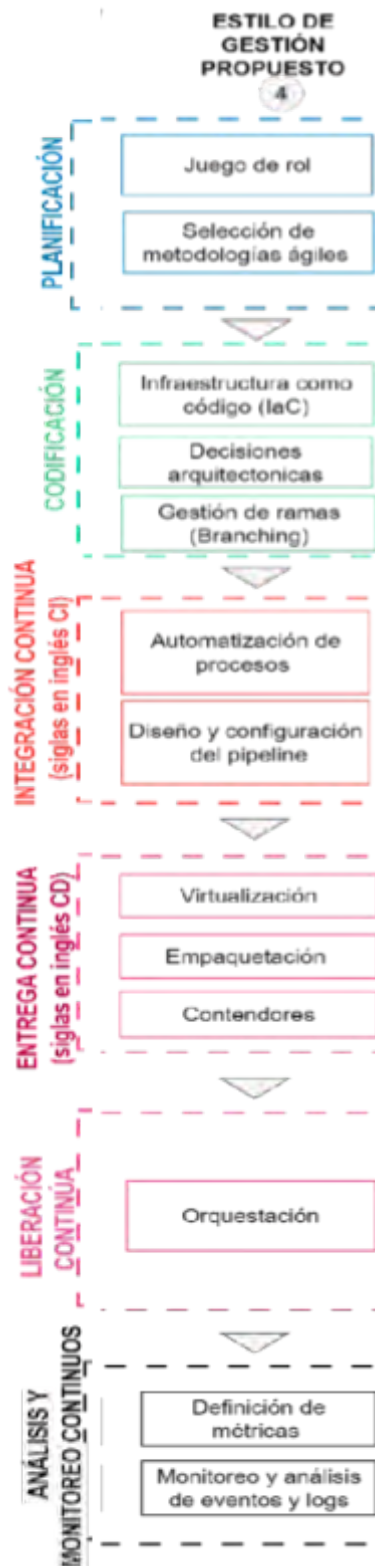 ESTILO DE
GESTIÓN
PROPUESTO
4
PLANIFICACIÓN
Juego de rol
Selección de
metodologías ágiles
CODIFICACIÓN
Infraestructura como
código (IaC)
Decisiones
arquitectonicas
Gestión de ramas
(Branching)
INTEGRACIÓN CONTINUA
(siglas en inglés CI)
Automatización de
procesos
Diseño y configuración
del pipeline
ENTREGA CONTINUA
(siglas en inglés CD)
Virtualización
Empaquetación
Contendores
LIBERACIÓN
CONTINÚA
Orquestación
ANÁLISIS Y
MONITOREO CONTINUOS
Definición de
métricas
Monitoreo y análisis
de eventos y logs